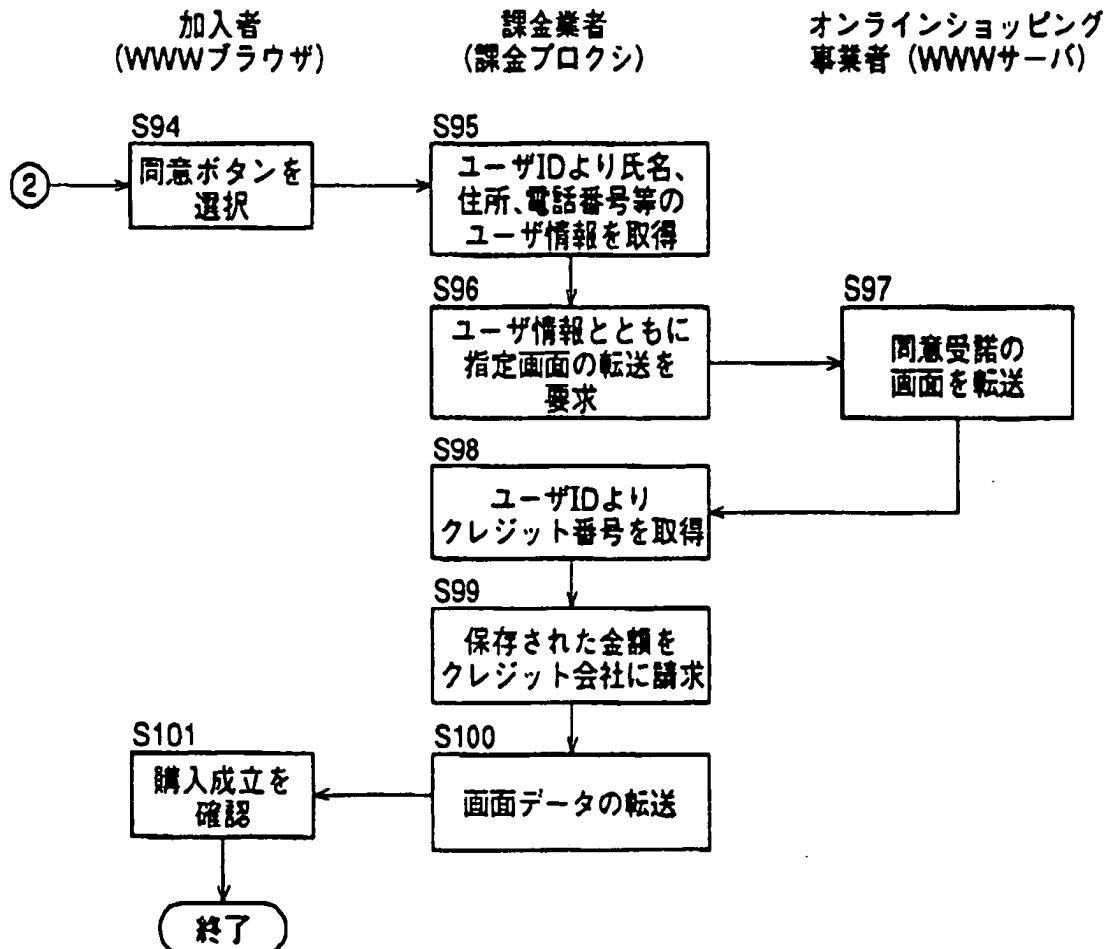 加入者
(WWWブラウザ)
課金業者
(課金プロクシ)
オンラインショッピング
事業者 (WWWサーバ)
②
S94
同意ボタンを
選択
S95
ユーザIDより氏名、
住所、電話番号等の
ユーザ情報を取得
S96
ユーザ情報とともに
指定画面の転送を
要求
S97
同意受諾の
画面を転送
S98
ユーザIDより
クレジット番号を取得
S99
保存された金額を
クレジット会社に請求
S100
画面データの転送
S101
購入成立を
確認
終了